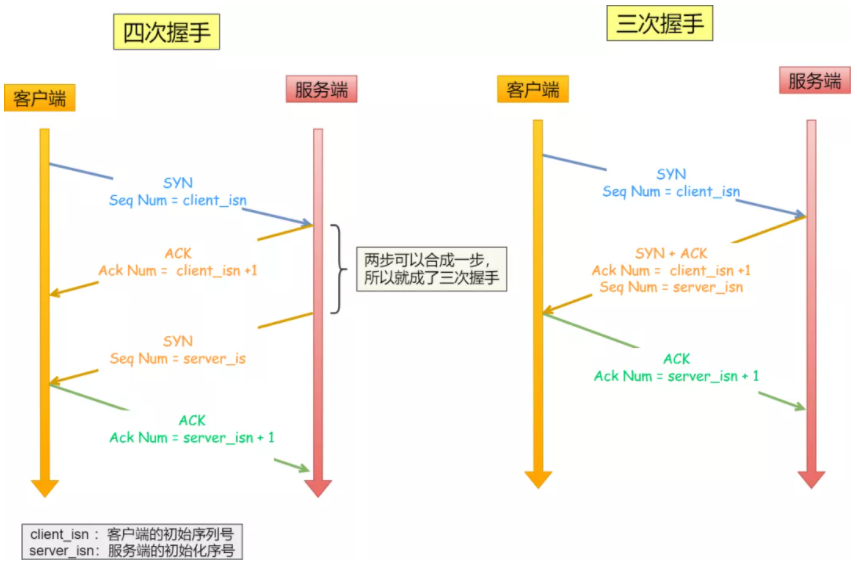 四次握手
客户端
服务端
SYN
Seq Num = client_isn
ACK
Ack Num = client_isn +1
SYN
Seq Num = server_is
ACK
Ack Num = server_isn + 1
两步可以合成一步，
所以就成了三次握手
client_isn ：客户端的初始序列号
server_isn：服务端的初始化序号
三次握手
客户端
服务端
SYN
Seq Num = client_isn
SYN + ACK
Ack Num = client_isn +1
Seq Num = server_isn
ACK
Ack Num = server_isn + 1